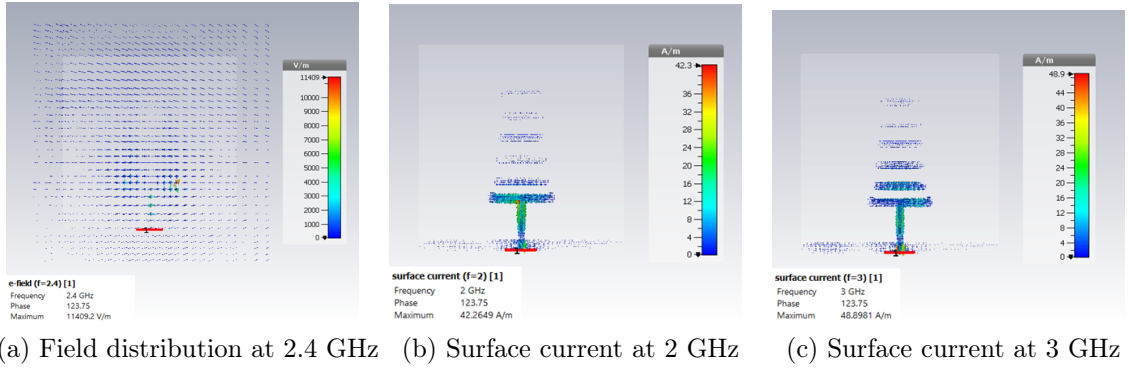 V/m
11409
10000
9000
8000
7000
6000
5000
4000
3000
2000
1000
0
e-field (f=2.4) [1]
Frequency 2.4 GHz
Phase 123.75
Maximum 11409.2 V/m
(a) Field distribution at 2.4 GHz
A/m
42.3
36
32
28
24
20
16
12
8
4
0
surface current (f=2) [1]
Frequency 2 GHz
Phase 123.75
Maximum 42.2649 A/m
(b) Surface current at 2 GHz
A/m
48.9
44
40
36
32
28
24
20
16
12
8
4
0
surface current (f=3) [1]
Frequency 3 GHz
Phase 123.75
Maximum 48.8981 A/m
(c) Surface current at 3 GHz